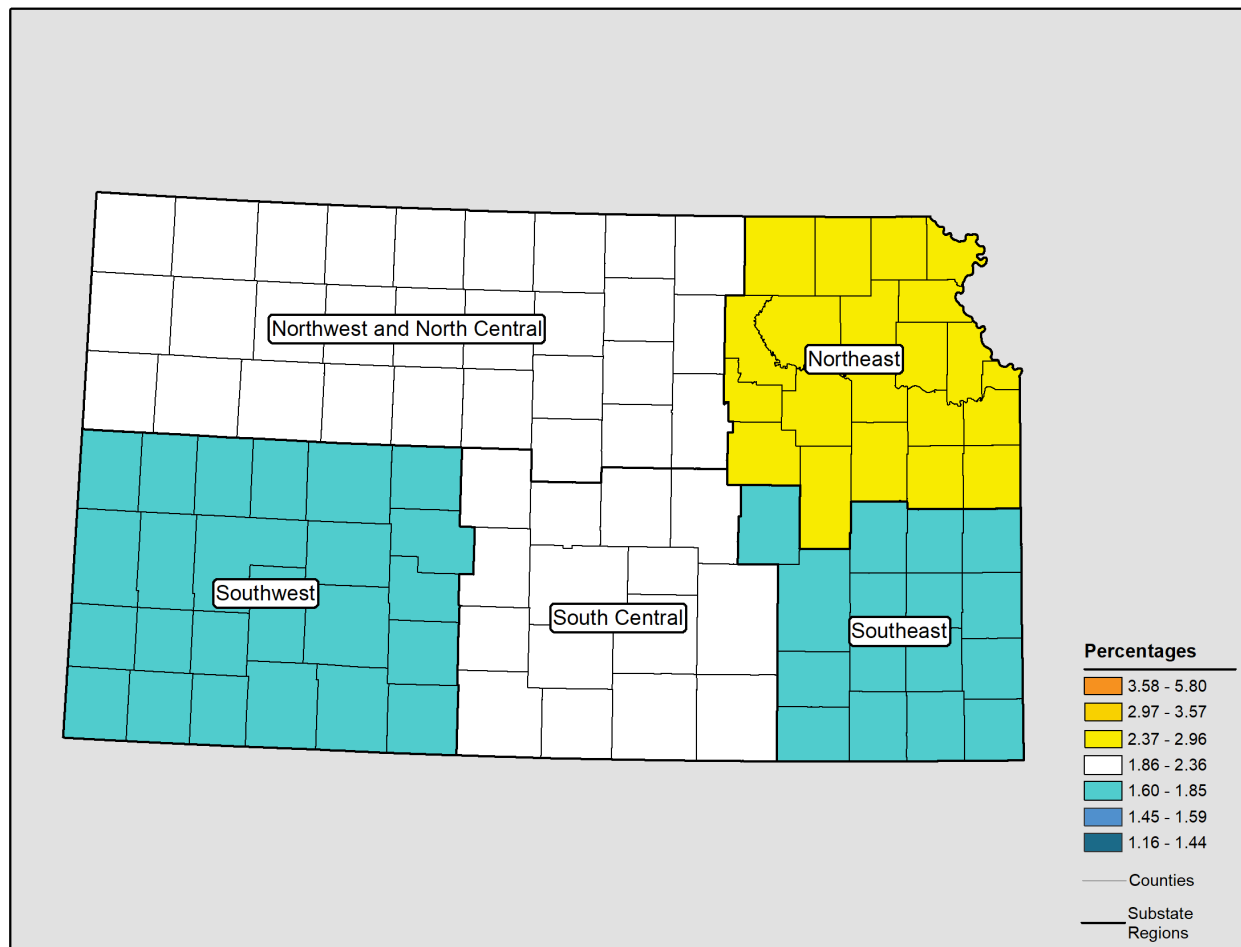 Northwest and North Central
Northeast
Southwest
South Central
Southeast
Percentages
3.58 - 5.80
2.97 - 3.57
2.37 - 2.96
1.86 - 2.36
1.60 - 1.85
1.45 - 1.59
1.16 - 1.44
Counties
Substate
Regions